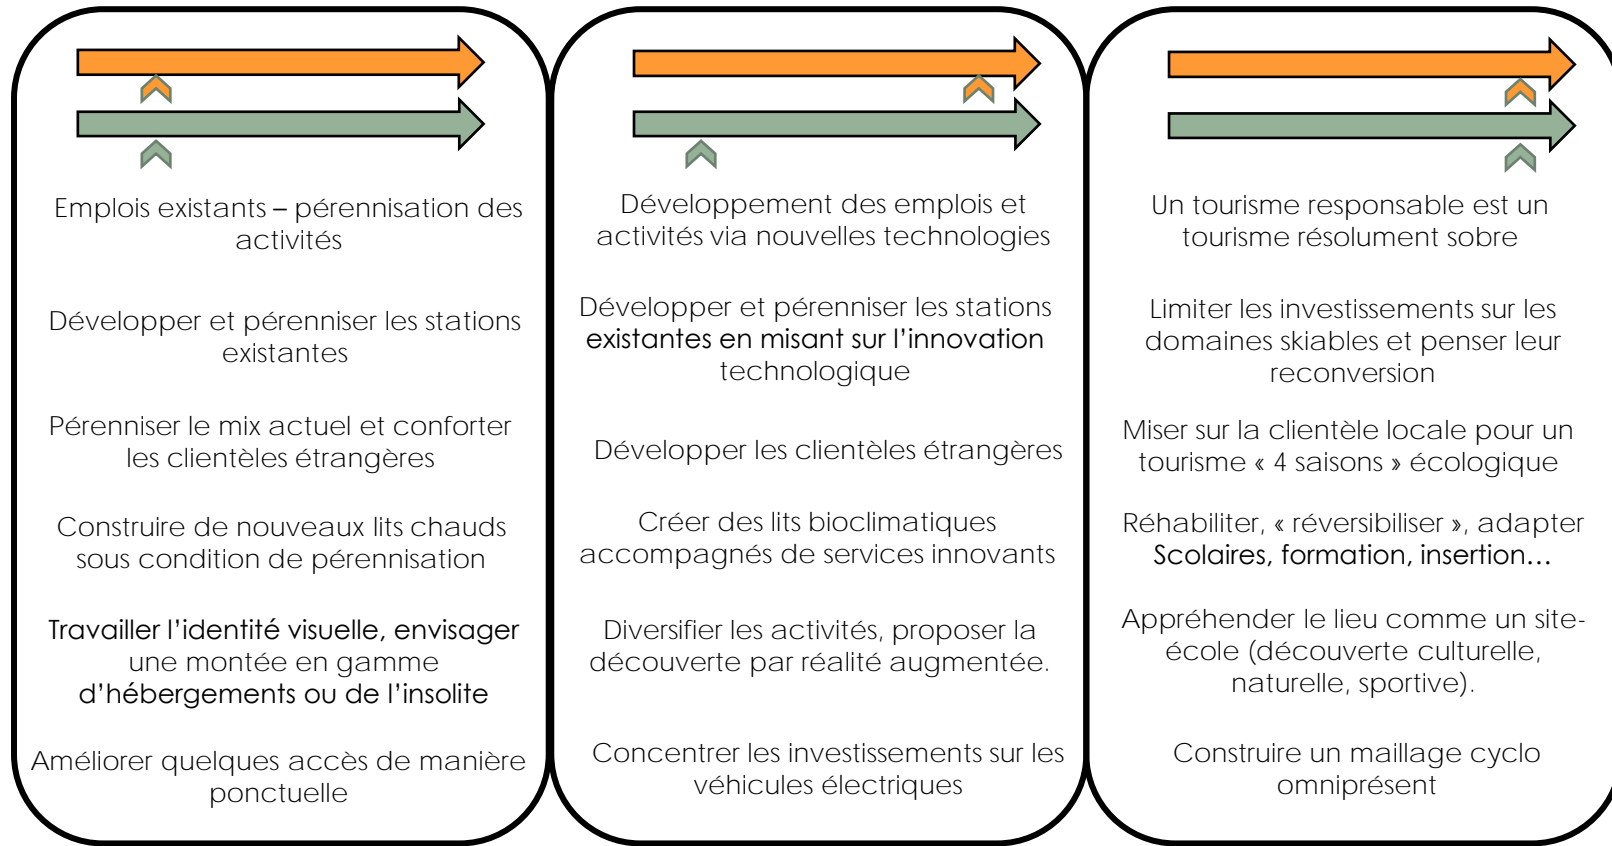 Emplois existants – pérennisation des
activités
Développer et pérenniser les stations
existantes
Pérenniser le mix actuel et conforter
les clientèles étrangères
Construire de nouveaux lits chauds
sous condition de pérennisation
Travailler l’identité visuelle, envisager
une montée en gamme
d’hébergements ou de l’insolite
Améliorer quelques accès de manière
ponctuelle
Développement des emplois et
activités via nouvelles technologies
Développer et pérenniser les stations
existantes en misant sur l’innovation
technologique
Développer les clientèles étrangères
Créer des lits bioclimatiques
accompagnés de services innovants
Diversifier les activités, proposer la
découverte par réalité augmentée.
Concentrer les investissements sur les
véhicules électriques
Un tourisme responsable est un
tourisme résolument sobre
Limiter les investissements sur les
domaines skiables et penser leur
reconversion
Miser sur la clientèle locale pour un
tourisme « 4 saisons » écologique
Réhabiliter, « réversibiliser », adapter
Scolaires, formation, insertion…
Appréhender le lieu comme un site-
école (découverte culturelle,
naturelle, sportive).
Construire un maillage cyclo
omniprésent